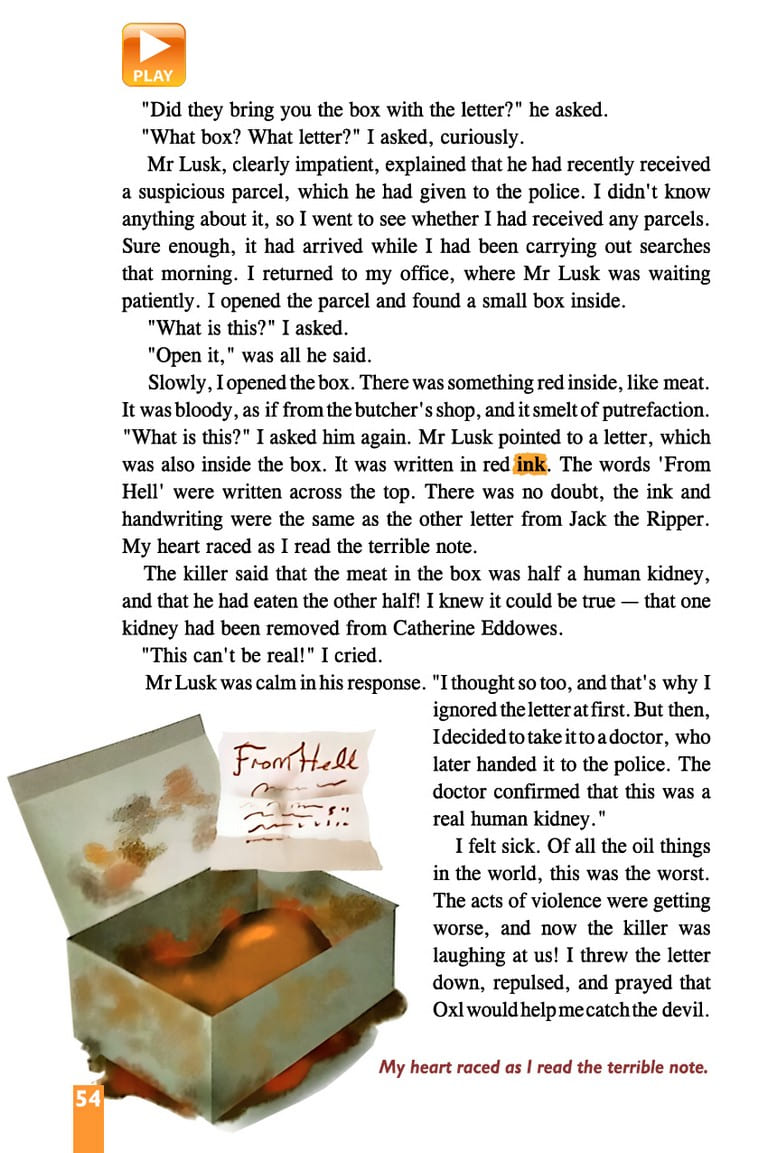 PLAY
"Did they bring you the box with the letter?" he asked.
"What box? What letter?" I asked, curiously.
Mr Lusk, clearly impatient, explained that he had recently received
a suspicious parcel, which he had given to the police. I didn't know
anything about it, so I went to see whether I had received any parcels.
Sure enough, it had arrived while I had been carrying out searches
that morning. I returned to my office, where Mr Lusk was waiting
patiently. I opened the parcel and found a small box inside.
"What is this?" I asked.
"Open it," was all he said.
Slowly, I opened the box. There was something red inside, like meat.
It was bloody, as if from the butcher's shop, and it smelt of putrefaction.
"What is this?" I asked him again. Mr Lusk pointed to a letter, which
was also inside the box. It was written in red ink. The words 'From
Hell' were written across the top. There was no doubt, the ink and
handwriting were the same as the other letter from Jack the Ripper.
My heart raced as I read the terrible note.
The killer said that the meat in the box was half a human kidney,
and that he had eaten the other half! I knew it could be true — that one
kidney had been removed from Catherine Eddowes.
"This can't be real!" I cried.
Mr Lusk was calm in his response. "I thought so too, and that's why I
ignored the letter at first. But then,
I decided to take it to a doctor, who
later handed it to the police. The
doctor confirmed that this was a
real human kidney."
I felt sick. Of all the oil things
in the world, this was the worst.
The acts of violence were getting
worse, and now the killer was
laughing at us! I threw the letter
down, repulsed, and prayed that
Oxl would help me catch the devil.
From Hell
My heart raced as I read the terrible note.
54